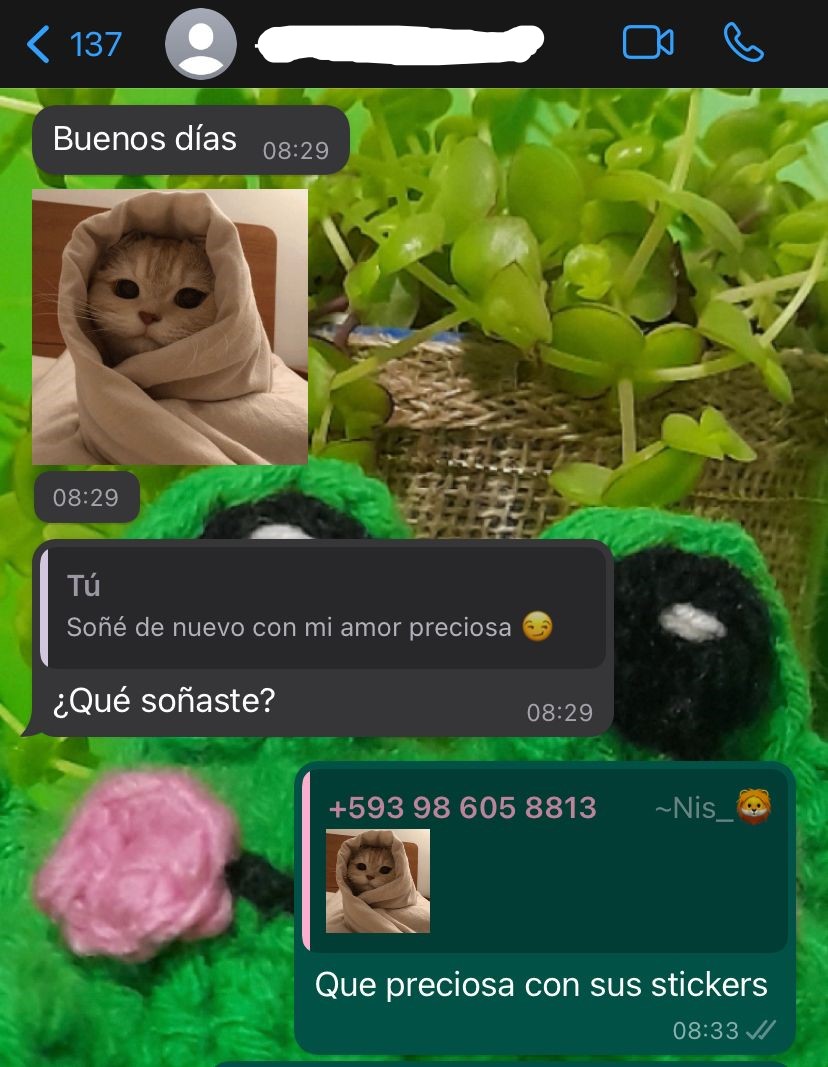 137
Buenos días 08:29
08:29
Tú
Soñé de nuevo con mi amor preciosa 😏
¿Qué soñaste? 08:29
+593 98 605 8813 ~Nis_🦁
Que preciosa con sus stickers
08:33